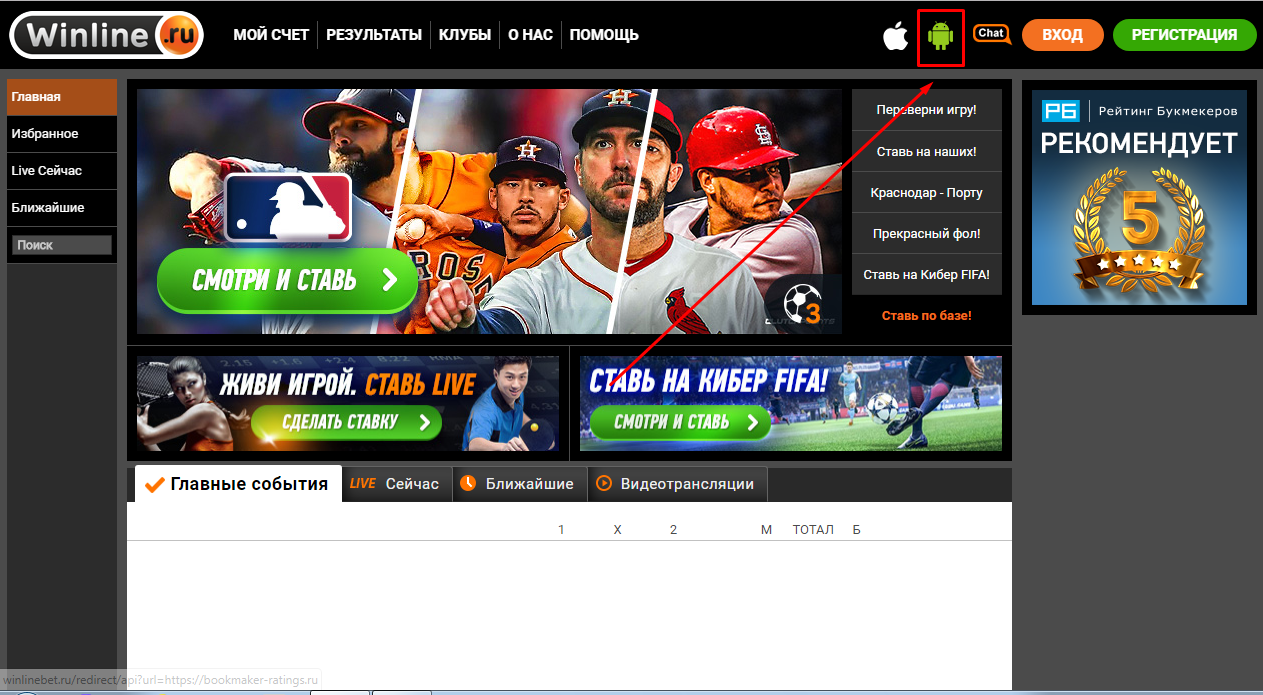 Winline.ru
МОЙ СЧЕТ РЕЗУЛЬТАТЫ КЛУБЫ О НАС ПОМОЩЬ
Chat
ВХОД
РЕГИСТРАЦИЯ
Главная
Избранное
Live Сейчас
Ближайшие
Поиск
СМОТРИ И СТАВЬ
3
Переверни игру!
Ставь на наших!
Краснодар - Порту
Прекрасный фол!
Ставь на Кибер FIFA!
Ставь по базе!
РБ Рейтинг Букмекеров
РЕКОМЕНДУЕТ
5
ЖИВИ ИГРОЙ. СТАВЬ LIVE
СДЕЛАТЬ СТАВКУ
СТАВЬ НА КИБЕР FIFA!
СМОТРИ И СТАВЬ
Главные события
LIVE Сейчас
Ближайшие
Видеотрансляции
1 X 2 М ТОТАЛ Б
winlinebet.ru/redirect/api?url=https://bookmaker-ratings.ru